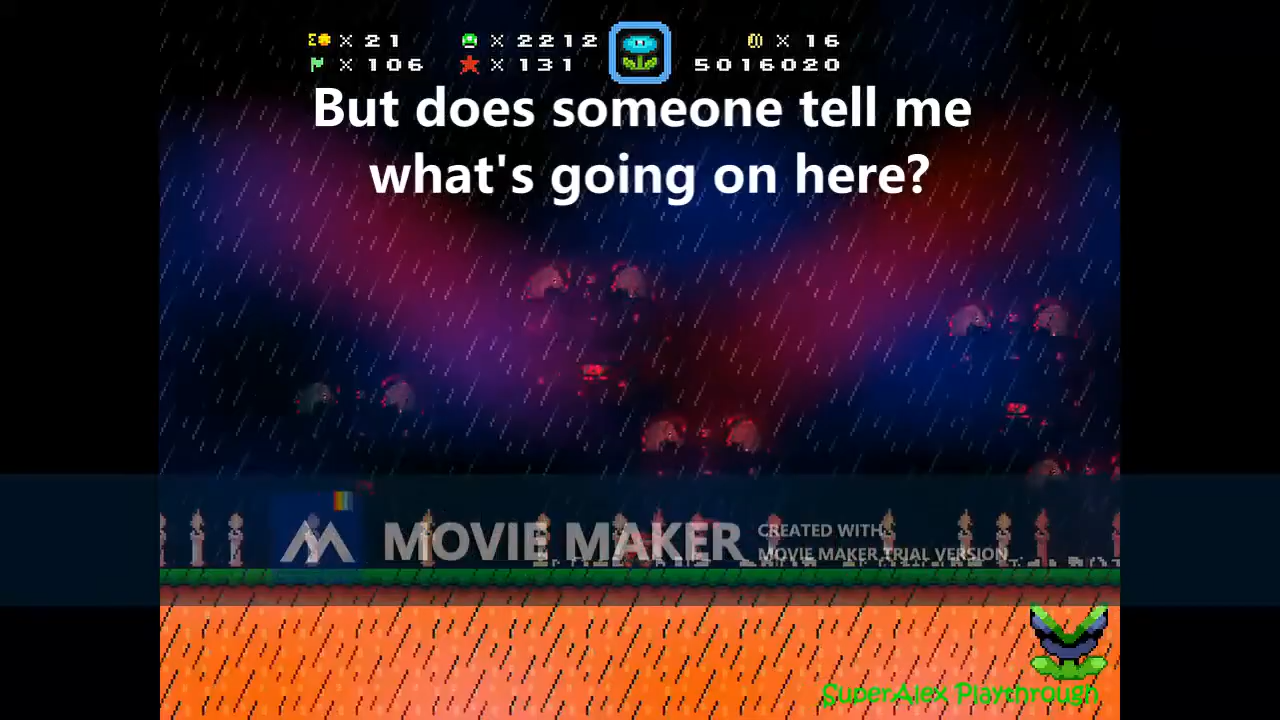 x 21 x 2212 x 16
x 106 x 131 5016020
But does someone tell me
what's going on here?
MOVIE MAKER
CREATED WITH
MOVIE MAKER TRIAL VERSION
SuperAlex Playthrough